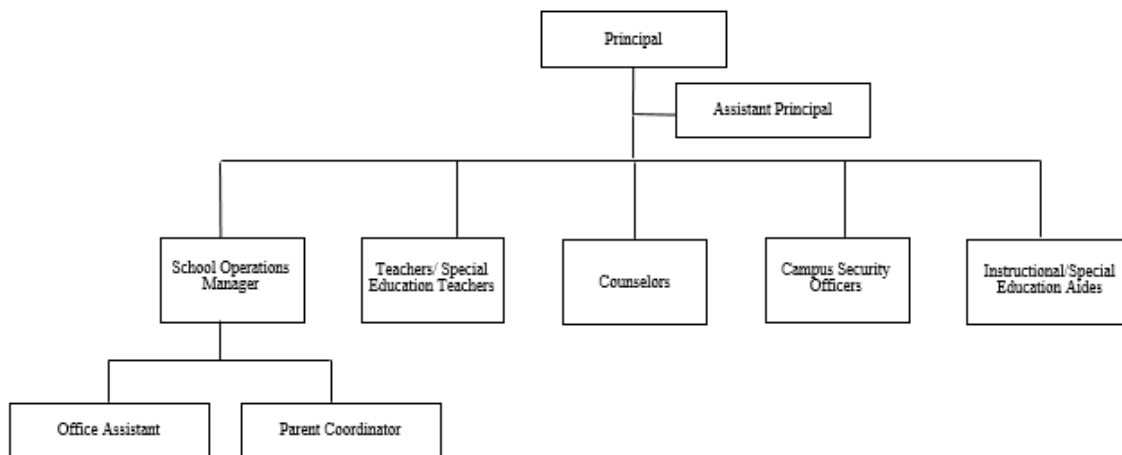 Principal
Assistant Principal
School Operations
Manager
Teachers/ Special
Education Teachers
Counselors
Campus Security
Officers
Instructional/Special
Education Aides
Office Assistant
Parent Coordinator